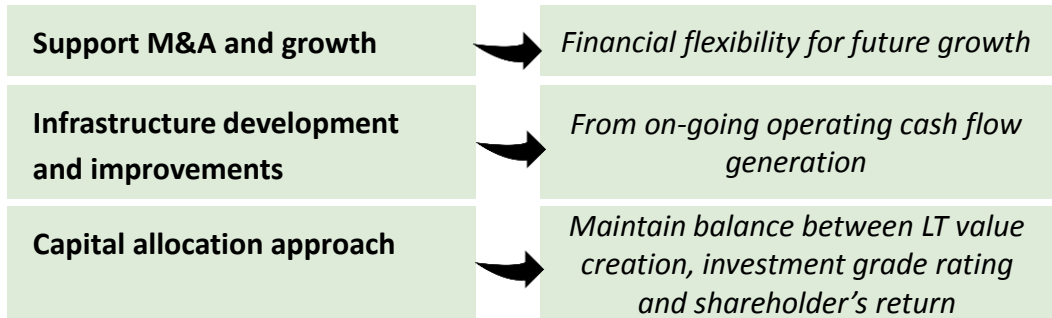 Support M&A and growth
Financial flexibility for future growth
Infrastructure development
and improvements
From on-going operating cash flow
generation
Capital allocation approach
Maintain balance between LT value
creation, investment grade rating
and shareholder’s return